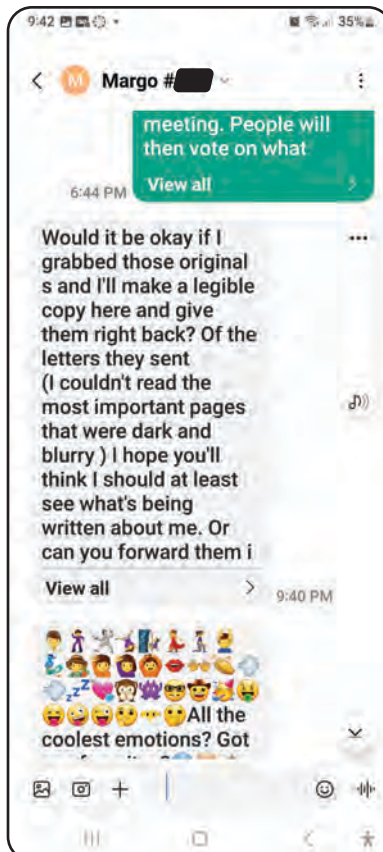 9:42
35%
M
Margo #
meeting. People will
then vote on what
View all
6:44 PM
Would it be okay if I
grabbed those original
s and I'll make a legible
copy here and give
them right back? Of the
letters they sent
(I couldn't read the
most important pages
that were dark and
blurry ) I hope you'll
think I should at least
see what's being
written about me. Or
can you forward them i
View all
9:40 PM
All the
coolest emotions? Got